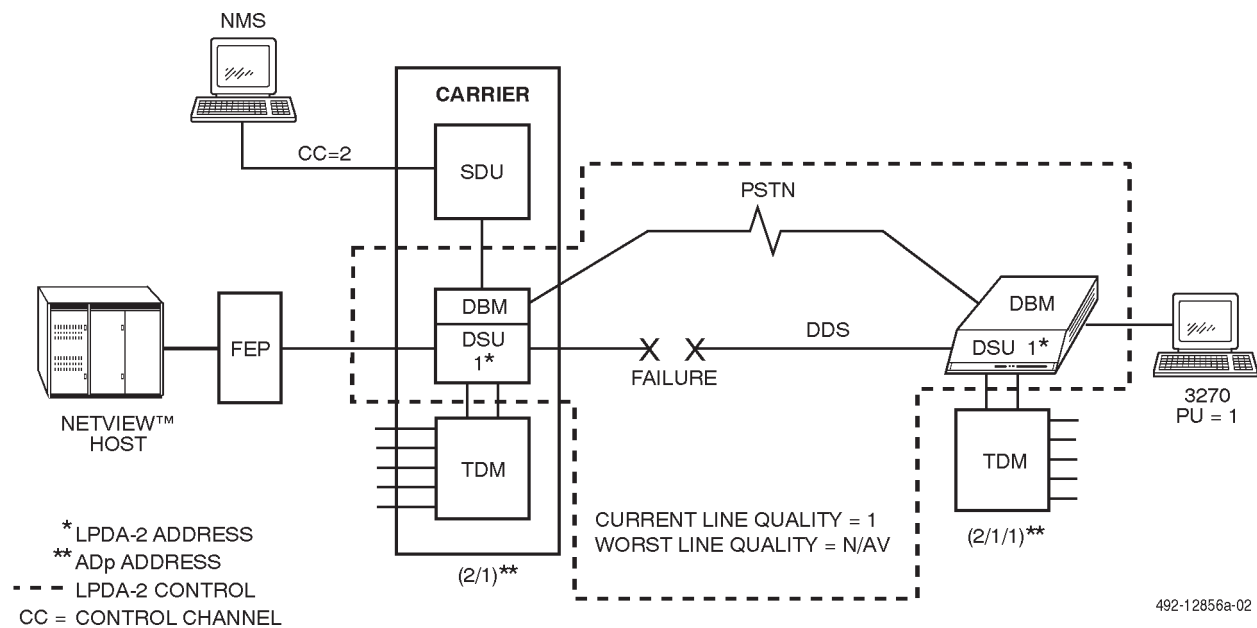 NMS
CARRIER
CC=2
SDU
PSTN
DBM
DSU
1*
FEP
NETVIEW™
HOST
FAILURE
DDS
DBM
DSU 1*
3270
PU = 1
TDM
TDM
CURRENT LINE QUALITY = 1
WORST LINE QUALITY = N/AV
(2/1)**
(2/1/1)**
* LPDA-2 ADDRESS
** ADp ADDRESS
LPDA-2 CONTROL
CC = CONTROL CHANNEL
492-12856a-02